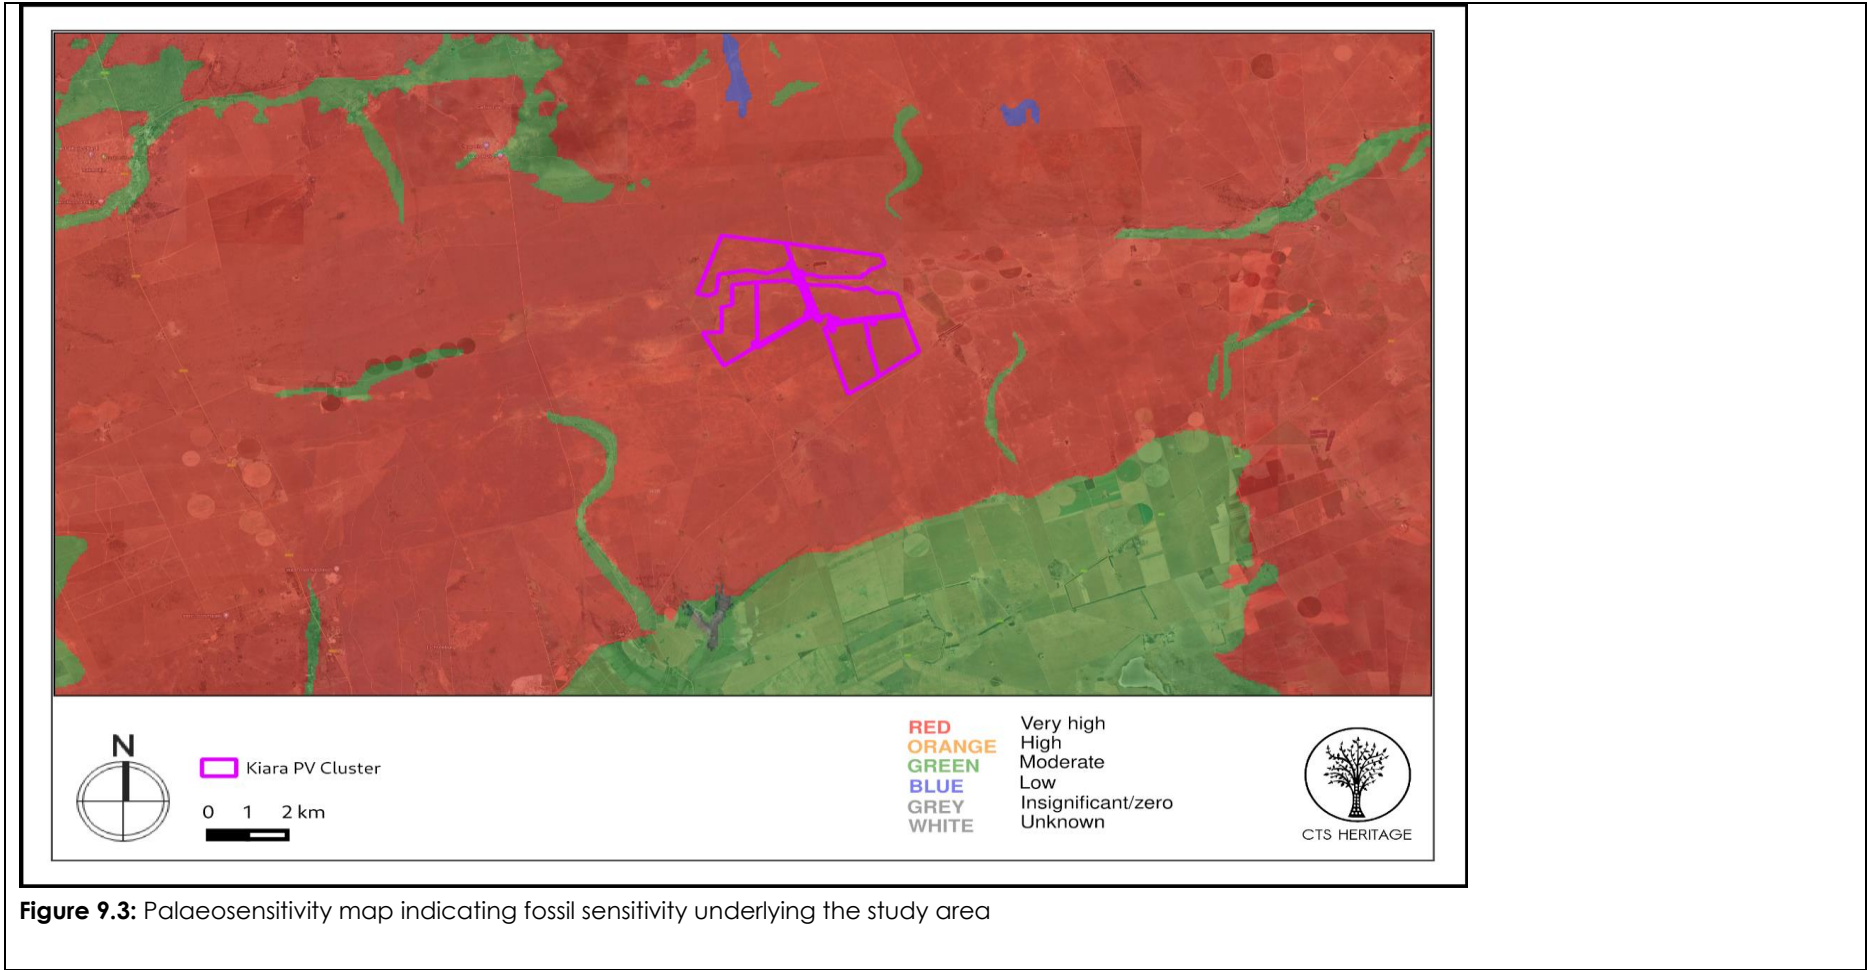 N
Kiara PV Cluster
0 1 2 km
RED Very high
ORANGE High
GREEN Moderate
BLUE Low
GREY Insignificant/zero
WHITE Unknown
CTS HERITAGE
Figure 9.3: Palaeosensitivity map indicating fossil sensitivity underlying the study area